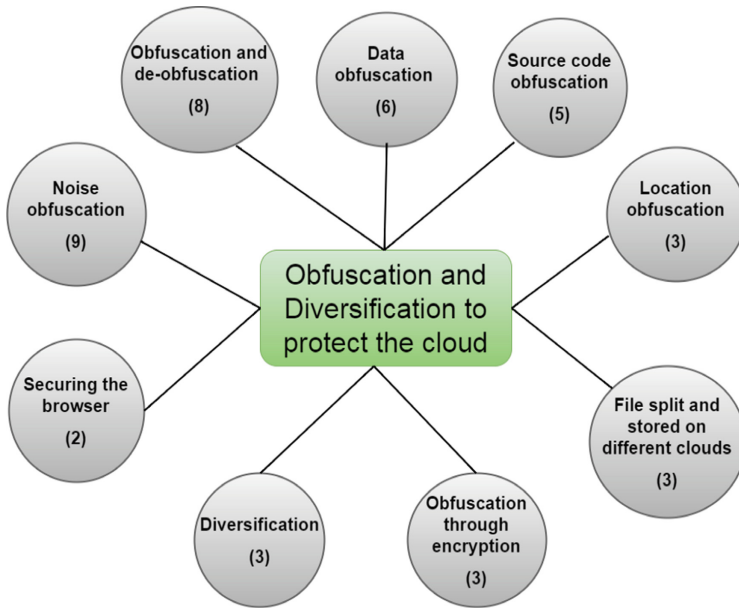 Obfuscation and
de-obfuscation
(8)
Data
obfuscation
(6)
Source code
obfuscation
(5)
Noise
obfuscation
(9)
Location
obfuscation
(3)
Obfuscation and
Diversification to
protect the cloud
Securing the
browser
(2)
File split and
stored on
different clouds
(3)
Diversification
(3)
Obfuscation
through
encryption
(3)